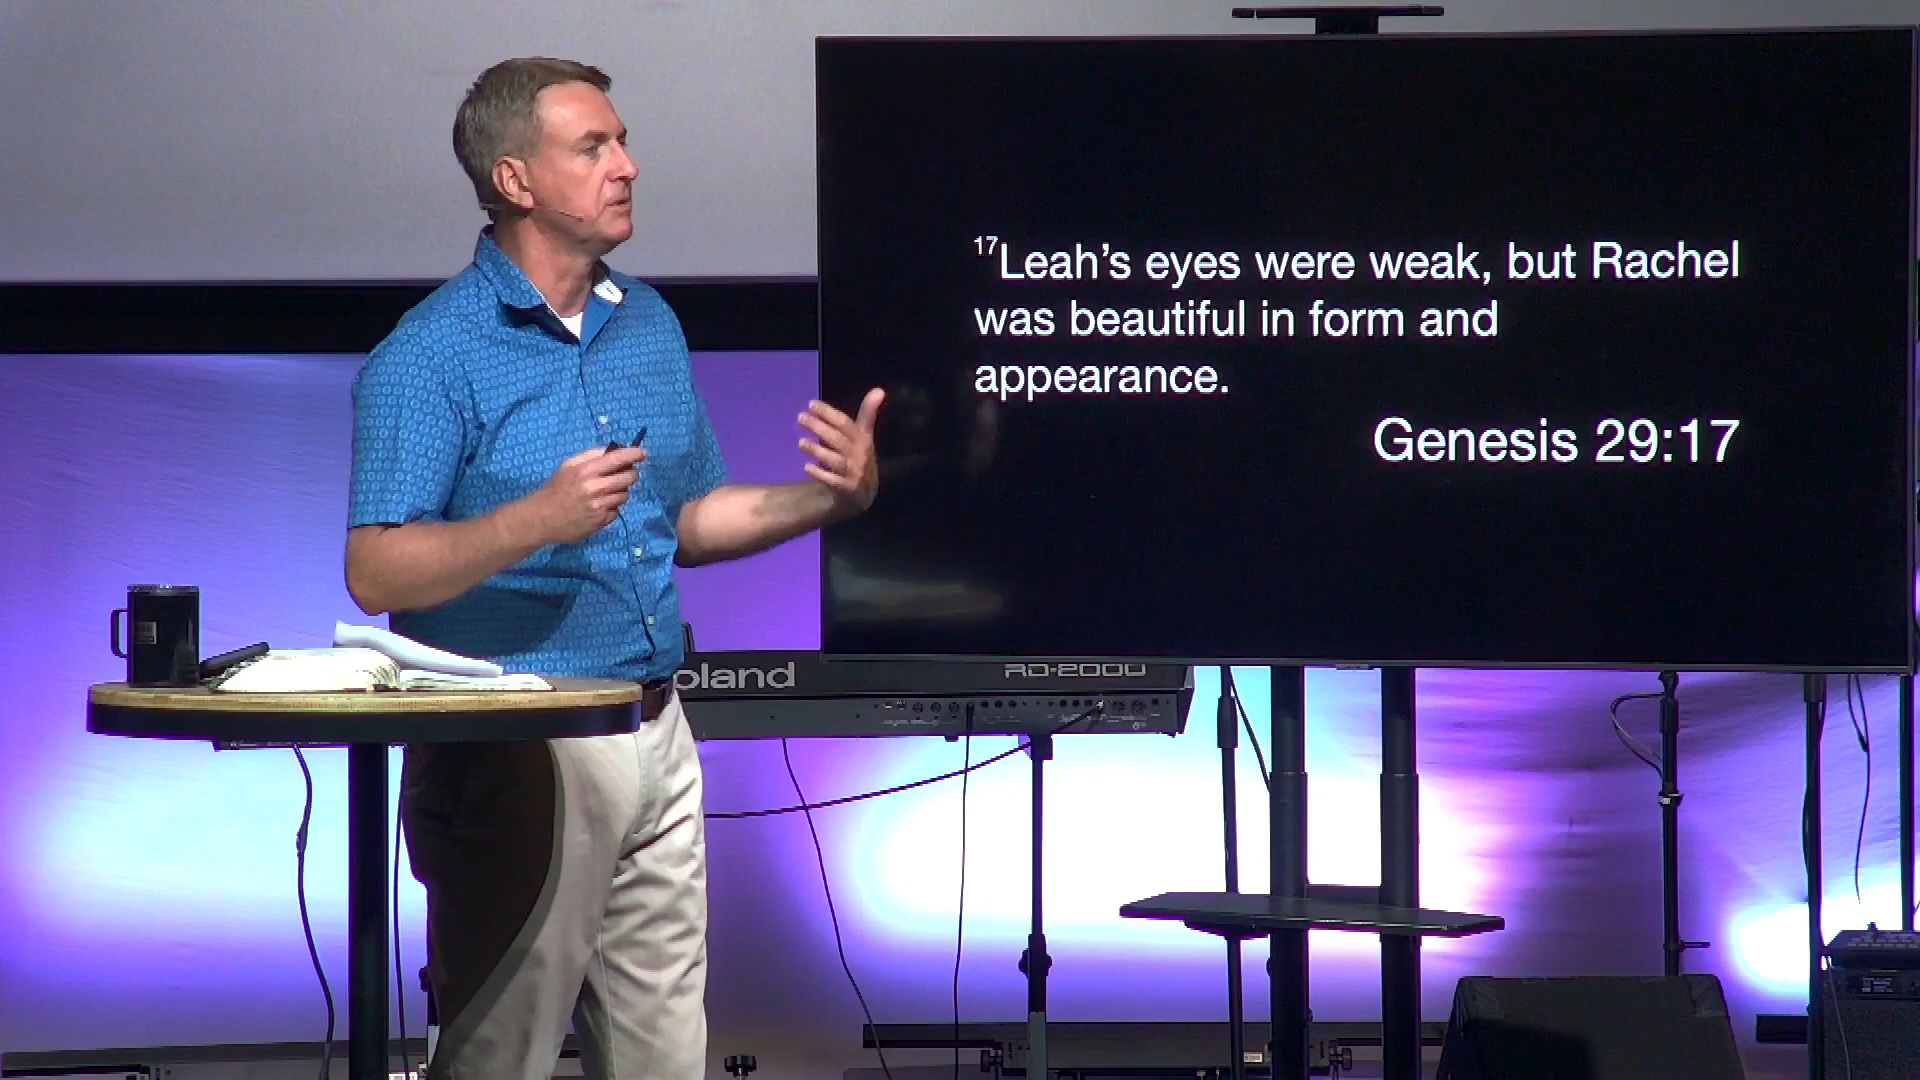 ¹⁷Leah’s eyes were weak, but Rachel
was beautiful in form and
appearance.
Genesis 29:17
oland
RD-2000